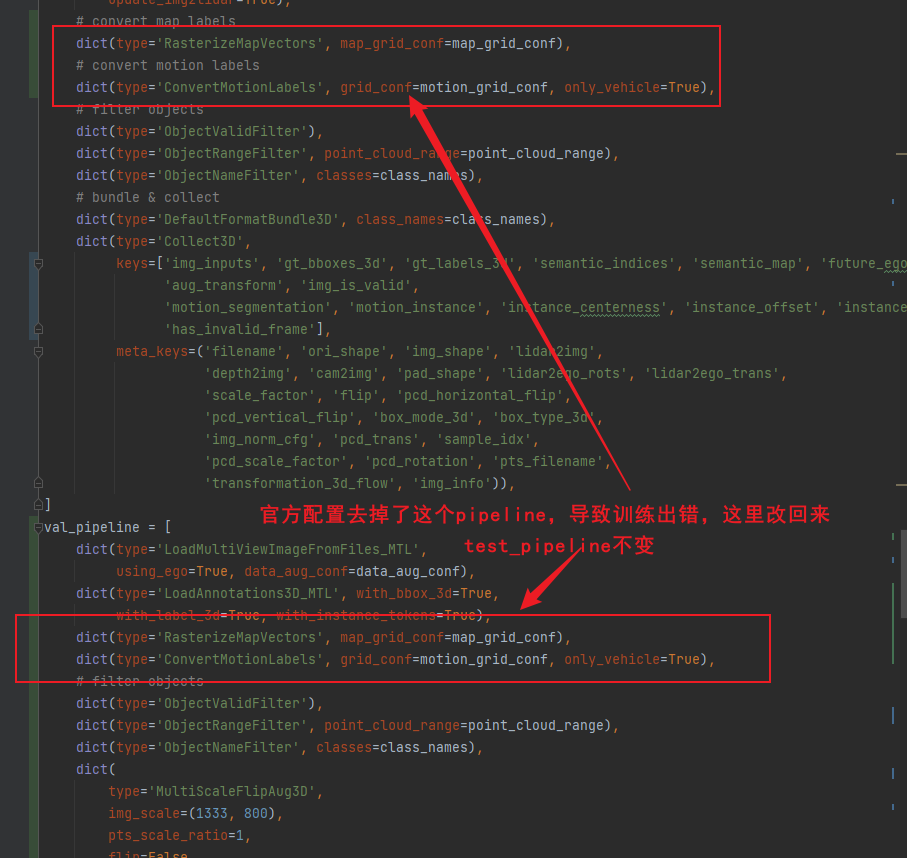 update_img2lidar=True),
# convert map labels
dict(type='RasterizeMapVectors', map_grid_conf=map_grid_conf),
# convert motion labels
dict(type='ConvertMotionLabels', grid_conf=motion_grid_conf, only_vehicle=True),
# filter objects
dict(type='ObjectValidFilter'),
dict(type='ObjectRangeFilter', point_cloud_range=point_cloud_range),
dict(type='ObjectNameFilter', classes=class_names),
# bundle & collect
dict(type='DefaultFormatBundle3D', class_names=class_names),
dict(type='Collect3D',
keys=['img_inputs', 'gt_bboxes_3d', 'gt_labels_3d', 'semantic_indices', 'semantic_map', 'future_ego
'aug_transform', 'img_is_valid',
'motion_segmentation', 'motion_instance', 'instance_centerness', 'instance_offset', 'instance
'has_invalid_frame'],
meta_keys=('filename', 'ori_shape', 'img_shape', 'lidar2img',
'depth2img', 'cam2img', 'pad_shape', 'lidar2ego_rots', 'lidar2ego_trans',
'scale_factor', 'flip', 'pcd_horizontal_flip',
'pcd_vertical_flip', 'box_mode_3d', 'box_type_3d',
'img_norm_cfg', 'pcd_trans', 'sample_idx',
'pcd_scale_factor', 'pcd_rotation', 'pts_filename',
'transformation_3d_flow', 'img_info')),
]
官方配置去掉了这个pipeline，导致训练出错，这里改回来
val_pipeline = [
test_pipeline不变
dict(type='LoadMultiViewImageFromFiles_MTL',
using_ego=True, data_aug_conf=data_aug_conf),
dict(type='LoadAnnotations3D_MTL', with_bbox_3d=True,
with_label_3d=True, with_instance_tokens=True),
dict(type='RasterizeMapVectors', map_grid_conf=map_grid_conf),
dict(type='ConvertMotionLabels', grid_conf=motion_grid_conf, only_vehicle=True),
# filter objects
dict(type='ObjectValidFilter'),
dict(type='ObjectRangeFilter', point_cloud_range=point_cloud_range),
dict(type='ObjectNameFilter', classes=class_names),
dict(
type='MultiScaleFlipAug3D',
img_scale=(1333, 800),
pts_scale_ratio=1,
flip=False